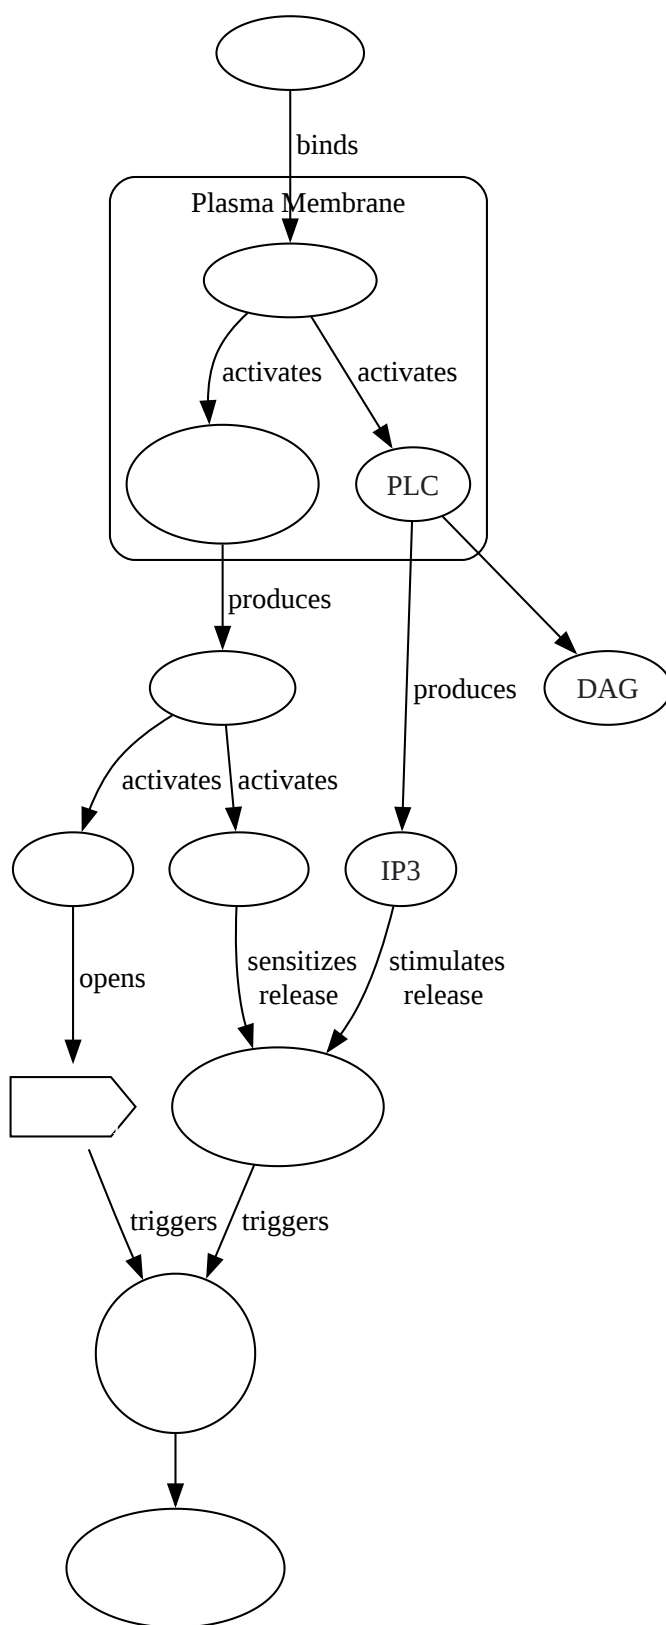 binds
Plasma Membrane
activates
activates
PLC
produces
produces
DAG
activates
activates
IP3
opens
sensitizes
release
stimulates
release
triggers
triggers